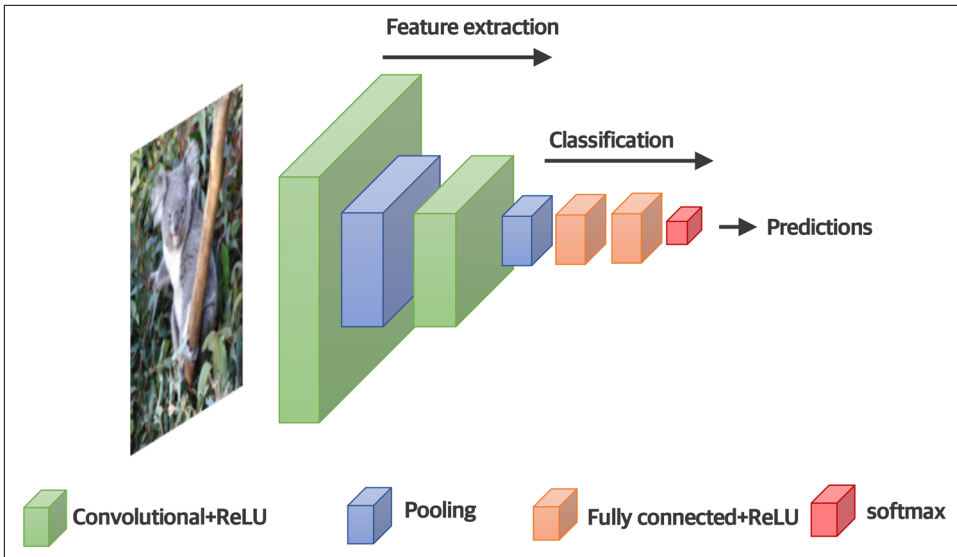 Feature extraction
Classification
Predictions
Convolutional+ReLU
Pooling
Fully connected+ReLU
softmax